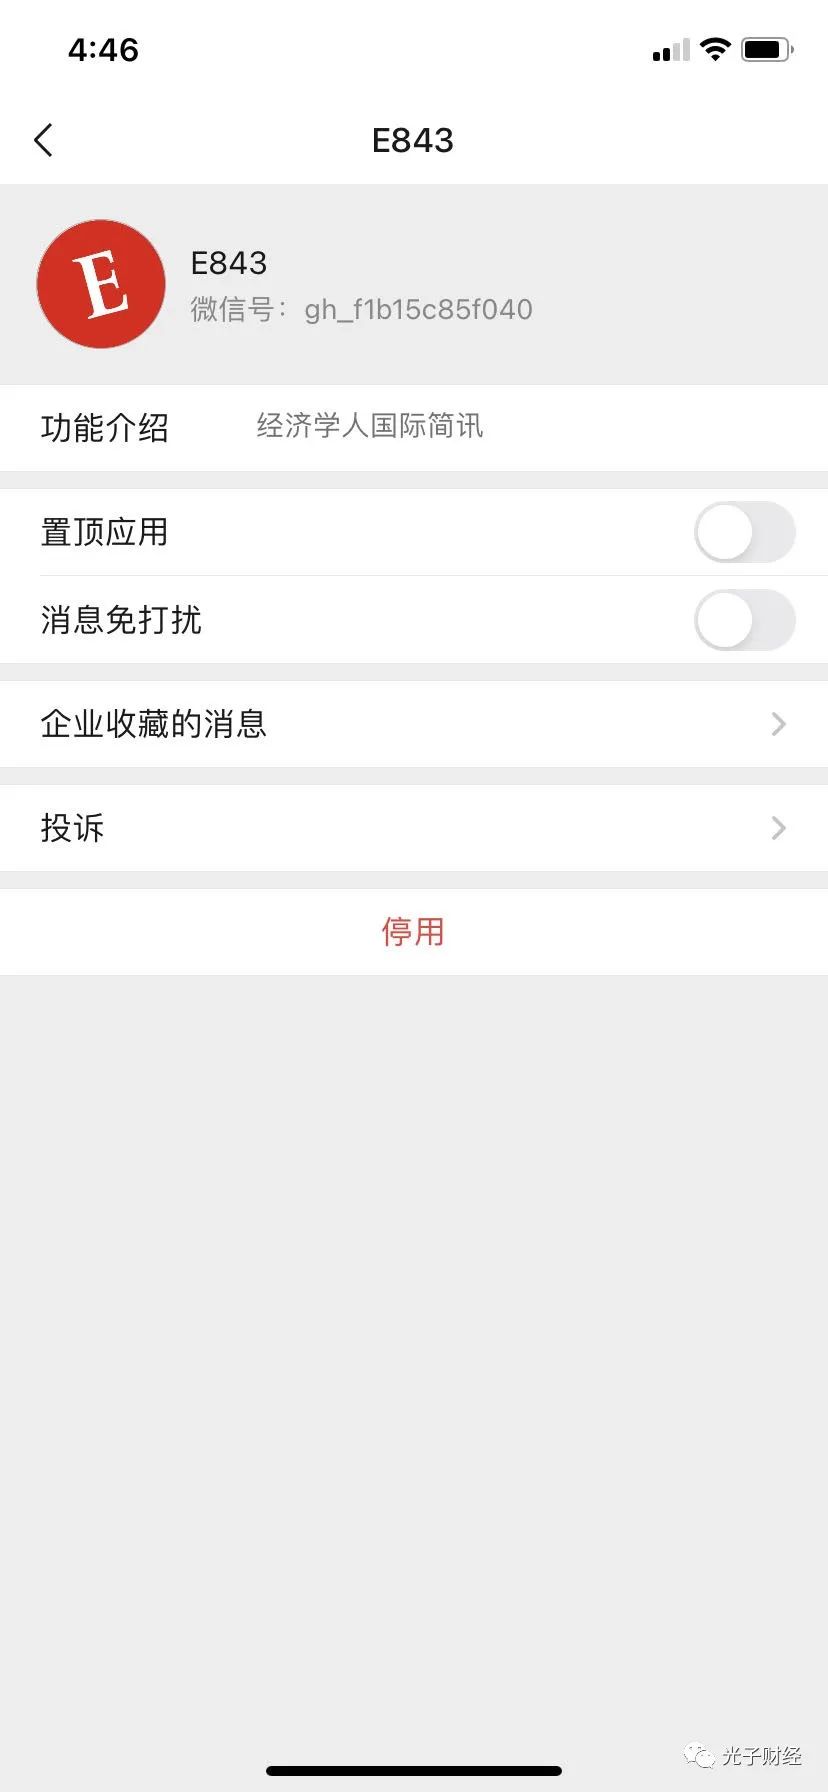 4:46
E843
E
E843
微信号：gh_f1b15c85f040
功能介绍 经济学人国际简讯
置顶应用
消息免打扰
企业收藏的消息
投诉
停用
光子财经